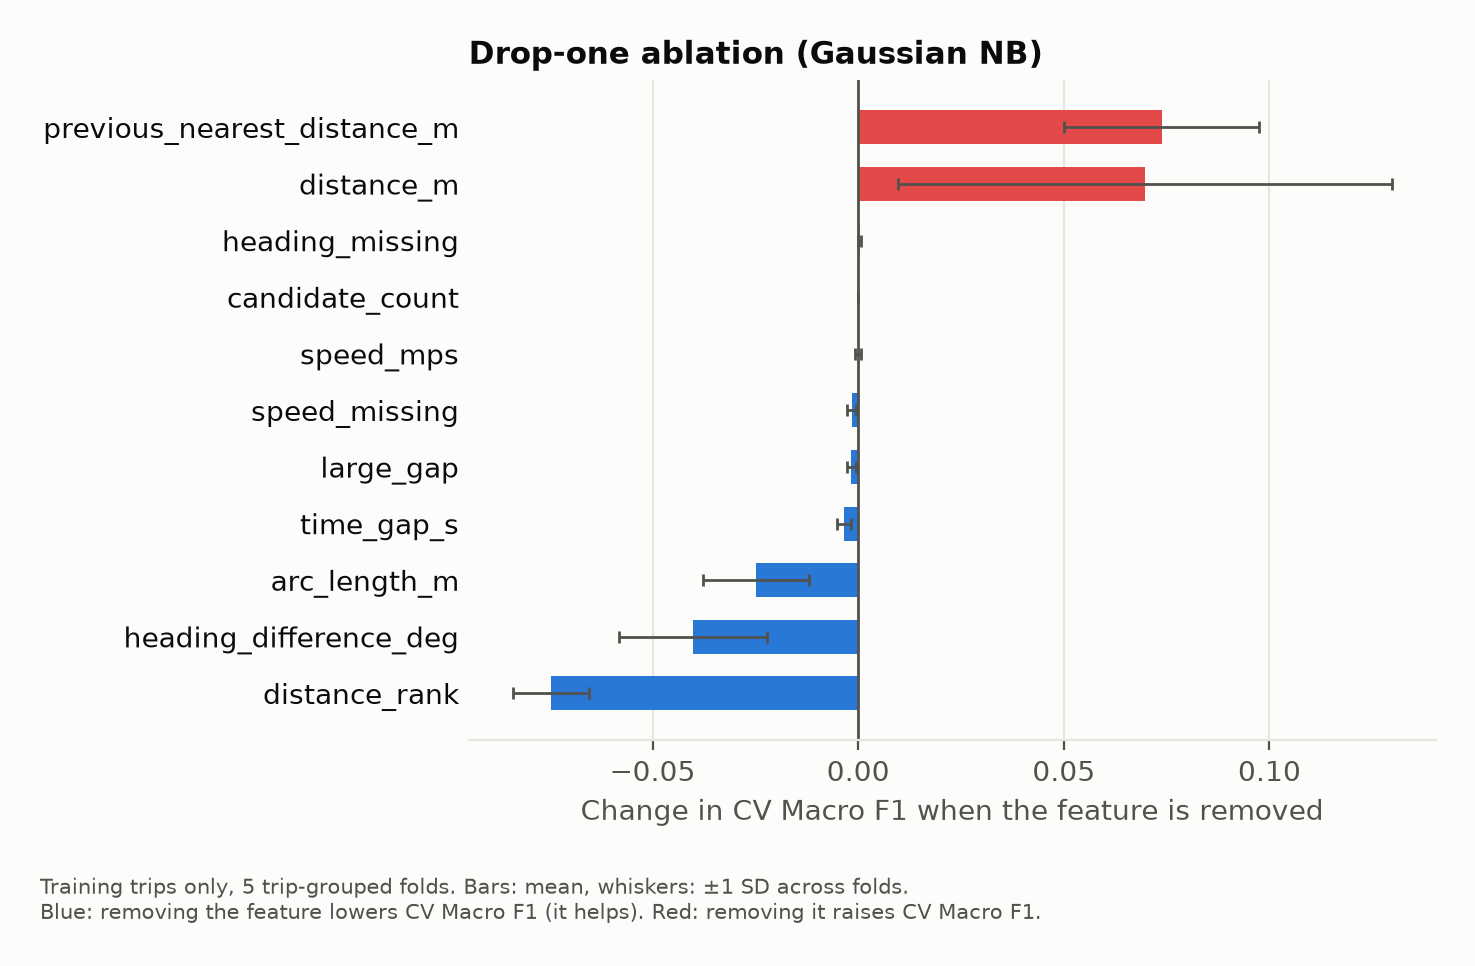 Drop-one ablation (Gaussian NB)
previous_nearest_distance_m
distance_m
heading_missing
candidate_count
speed_mps
speed_missing
large_gap
time_gap_s
arc_length_m
heading_difference_deg
distance_rank
−0.05 0.00 0.05 0.10
Change in CV Macro F1 when the feature is removed
Training trips only, 5 trip-grouped folds. Bars: mean, whiskers: ±1 SD across folds.
Blue: removing the feature lowers CV Macro F1 (it helps). Red: removing it raises CV Macro F1.